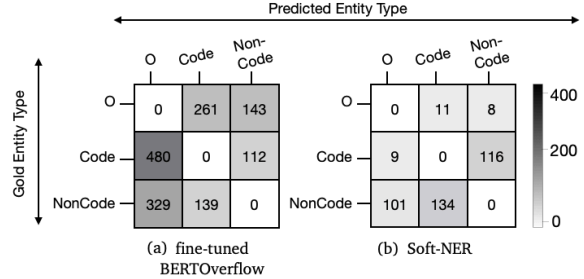 Predicted Entity Type
Gold Entity Type
O Code Non-Code
O 0 261 143
Code 480 0 112
NonCode 329 139 0
(a) fine-tuned
BERTOverflow
O Code Non-Code
O 0 11 8
Code 9 0 116
NonCode 101 134 0
(b) Soft-NER
400
200
0